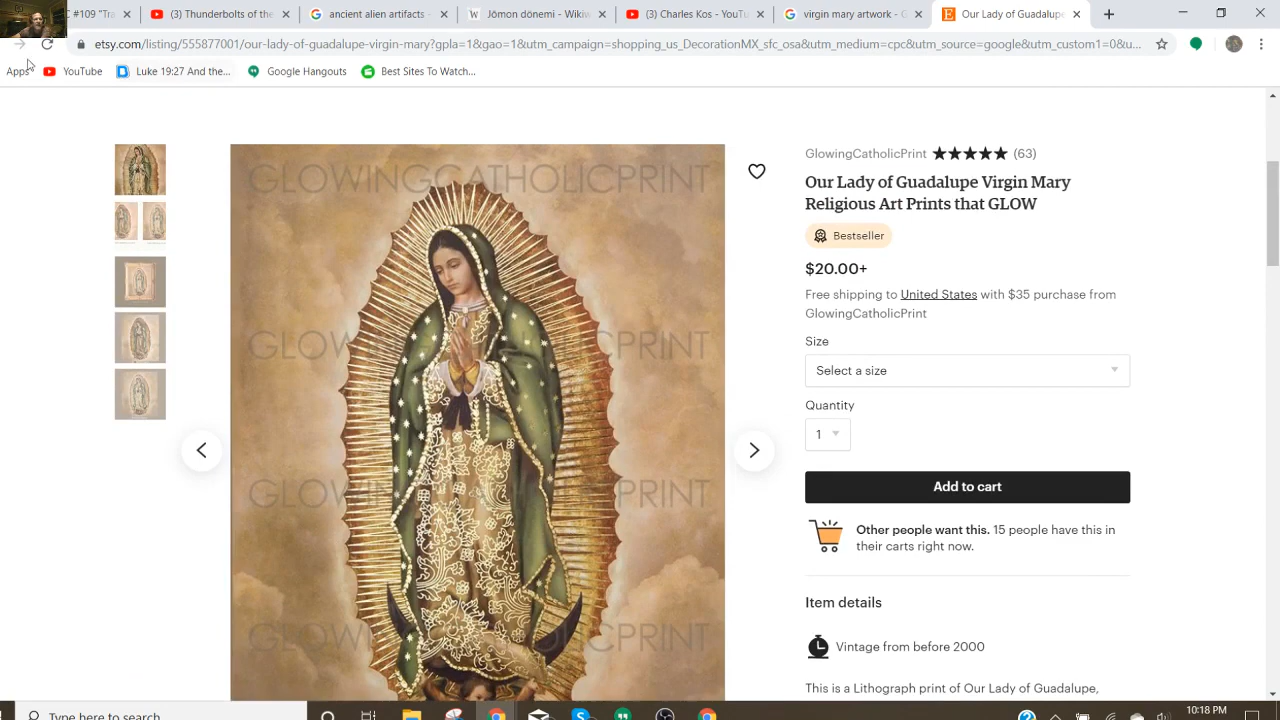 C #109 "Tra
(3) Thunderbolts of the
ancient alien artifacts -
Jōmon dönemi - Wikiw
(3) Charles Kos -
virgin mary artwork
Our Lady of Guadalupe
etsy.com/listing/555877001/our-lady-of-guadalupe-virgin-mary?gpla=1&gao=1&utm_campaign=shopping_us_DecorationMX_sfc_osa&utm_medium=cpc&utm_source=google&utm_custom1=0&u...
Apps
YouTube
Luke 19:27 And the...
Google Hangouts
Best Sites To Watch...
GLOWINGCATHOLICPRINT
GLOWINGCATHOLICPRINT
GLOWINGCATHOLICPRINT
GLOWINGCATHOLICPRINT
GlowingCatholicPrint ★★★★★ (63)
Our Lady of Guadalupe Virgin Mary
Religious Art Prints that GLOW
Bestseller
$20.00+
Free shipping to United States with $35 purchase from
GlowingCatholicPrint
Size
Select a size
Quantity
1
Add to cart
Other people want this. 15 people have this in
their carts right now.
Item details
Vintage from before 2000
This is a Lithograph print of Our Lady of Guadalupe,
Type here to search
10:18 PM